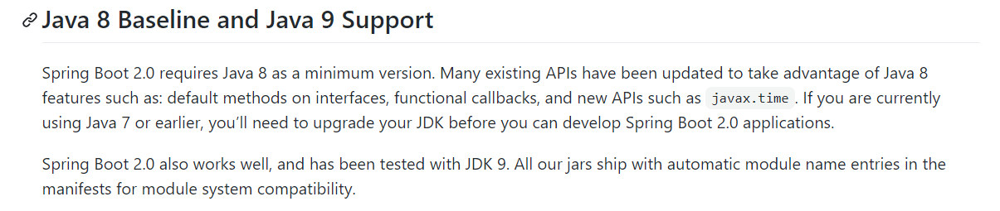 Java 8 Baseline and Java 9 Support
Spring Boot 2.0 requires Java 8 as a minimum version. Many existing APIs have been updated to take advantage of Java 8
features such as: default methods on interfaces, functional callbacks, and new APIs such as javax.time. If you are currently
using Java 7 or earlier, you’ll need to upgrade your JDK before you can develop Spring Boot 2.0 applications.
Spring Boot 2.0 also works well, and has been tested with JDK 9. All our jars ship with automatic module name entries in the
manifests for module system compatibility.